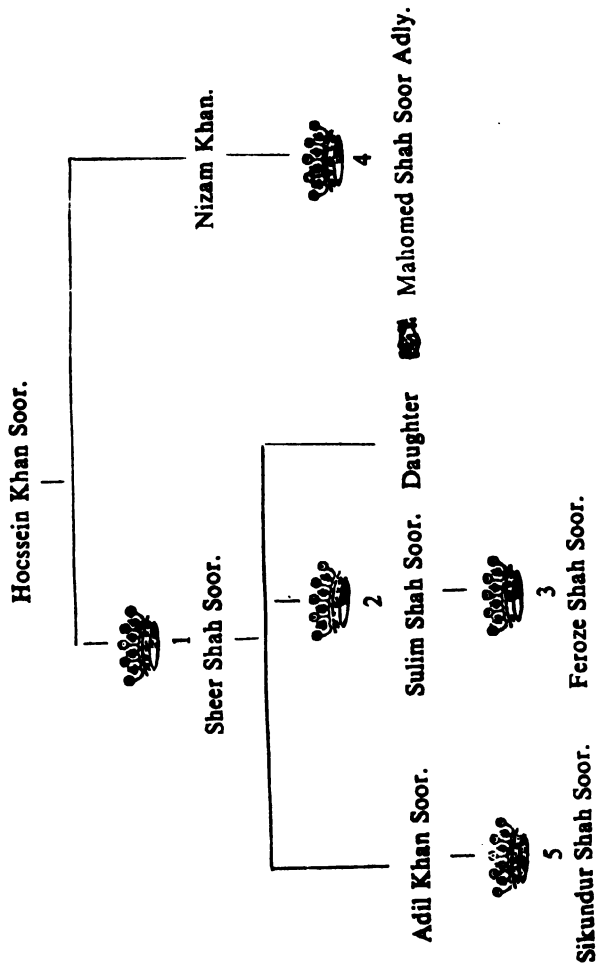 Hocssein Khan Soor.
1
Sheer Shah Soor. Nizam Khan.
2 4
Adil Khan Soor. Sulim Shah Soor. Daughter Mahomed Shah Soor Adly.
5 3
Sikundur Shah Soor. Feroze Shah Soor.